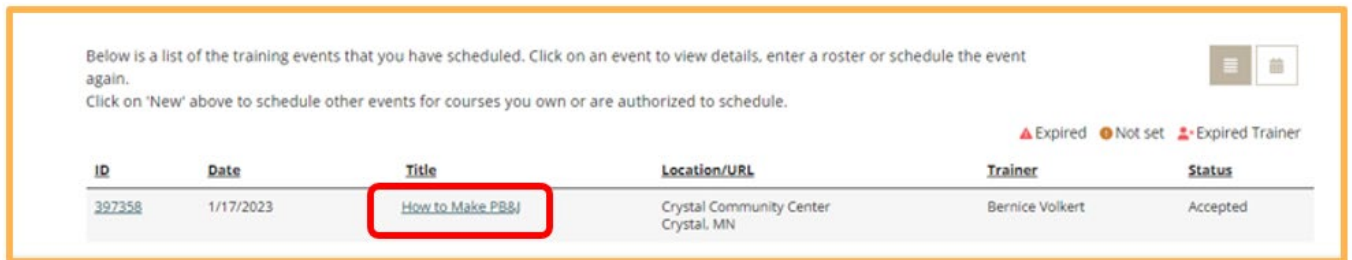 Below is a list of the training events that you have scheduled. Click on an event to view details, enter a roster or schedule the event
again.
Click on 'New' above to schedule other events for courses you own or are authorized to schedule.
Expired Not set Expired Trainer
ID Date Title Location/URL Trainer Status
397358 1/17/2023 How to Make PB&J Crystal Community Center Bernice Volkert Accepted
Crystal, MN